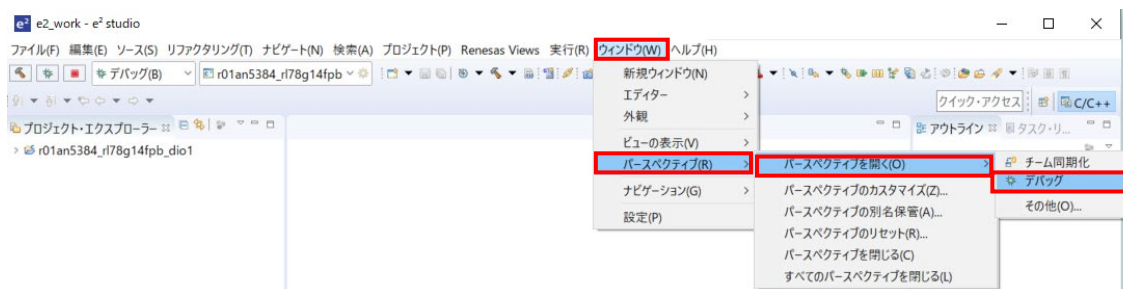 e² e2_work - e² studio
ファイル(F) 編集(E) ソース(S) リファクタリング(T) ナビゲート(N) 検索(A) プロジェクト(P) Renesas Views 実行(R) ウィンドウ(W) ヘルプ(H)
デバッグ(B) r01an5384_rl78g14fpb
クイック・アクセス C/C++
プロジェクト・エクスプローラー
r01an5384_rl78g14fpb_dio1
新規ウィンドウ(N)
エディター
外観
ビューの表示(V)
パースペクティブ(R)
ナビゲーション(G)
設定(P)
パースペクティブを開く(O)
パースペクティブのカスタマイズ(Z)...
パースペクティブの別名保管(A)...
パースペクティブのリセット(R)...
パースペクティブを閉じる(C)
すべてのパースペクティブを閉じる(L)
アウトライン タスク・リ...
チーム同期化
デバッグ
その他(O)...